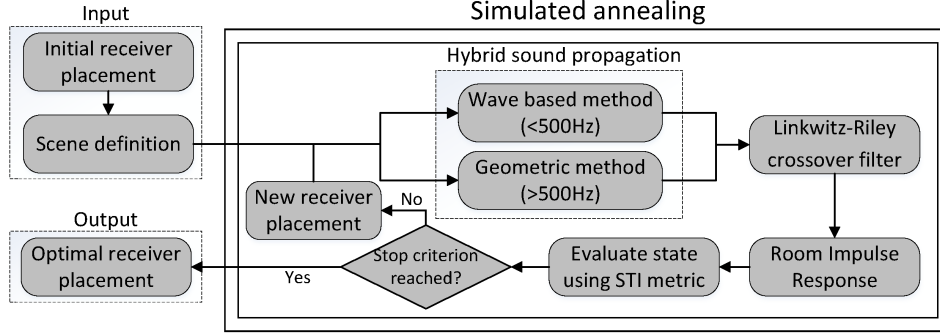 Input
Simulated annealing
Initial receiver
placement
Hybrid sound propagation
Wave based method
(<500Hz)
Scene definition
Linkwitz-Riley
crossover filter
Geometric method
(>500Hz)
New receiver
placement
No
Output
Optimal receiver
placement
Yes
Stop criterion
reached?
Evaluate state
using STI metric
Room Impulse
Response